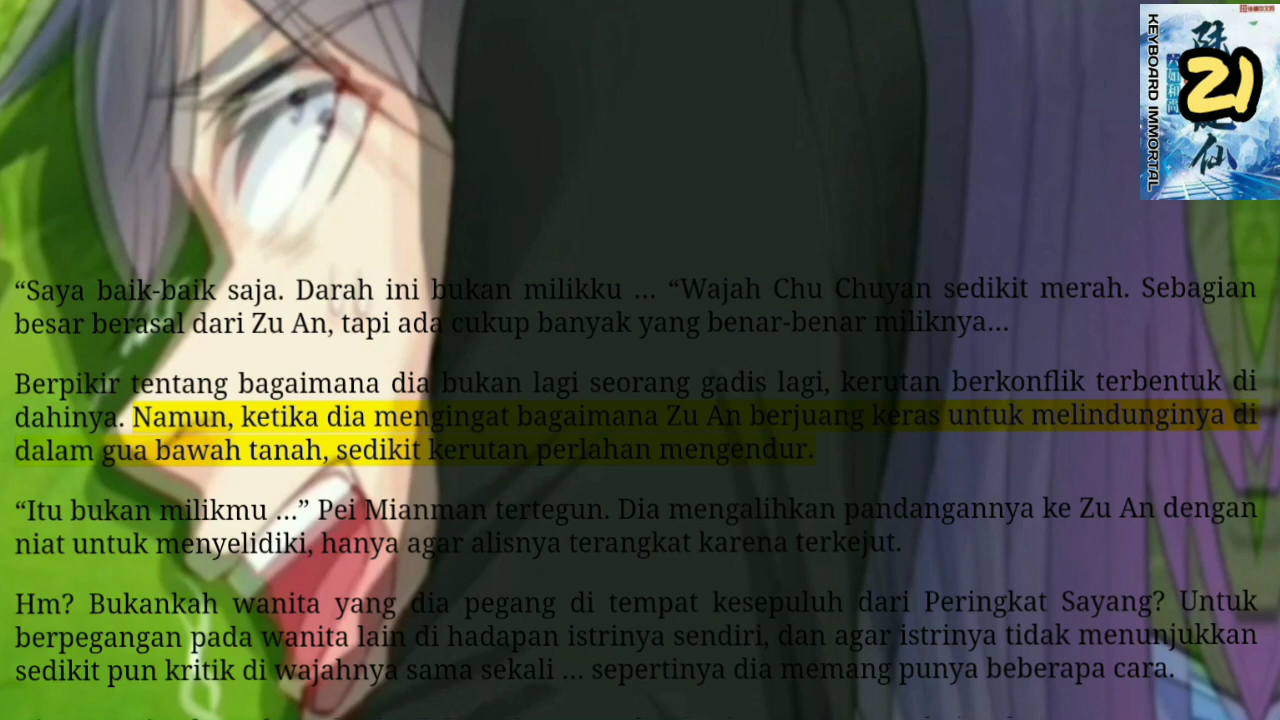 KEYBOARD IMMORTAL
21
“Saya baik-baik saja. Darah ini bukan milikku … “Wajah Chu Chuyan sedikit merah. Sebagian
besar berasal dari Zu An, tapi ada cukup banyak yang benar-benar miliknya…
Berpikir tentang bagaimana dia bukan lagi seorang gadis lagi, kerutan berkonflik terbentuk di
dahinya. Namun, ketika dia mengingat bagaimana Zu An berjuang keras untuk melindunginya di
dalam gua bawah tanah, sedikit kerutan perlahan mengendur.
“Itu bukan milikmu …” Pei Mianman tertegun. Dia mengalihkan pandangannya ke Zu An dengan
niat untuk menyelidiki, hanya agar alisnya terangkat karena terkejut.
Hm? Bukankah wanita yang dia pegang di tempat kesepuluh dari Peringkat Sayang? Untuk
berpegangan pada wanita lain di hadapan istrinya sendiri, dan agar istrinya tidak menunjukkan
sedikit pun kritik di wajahnya sama sekali … sepertinya dia memang punya beberapa cara.